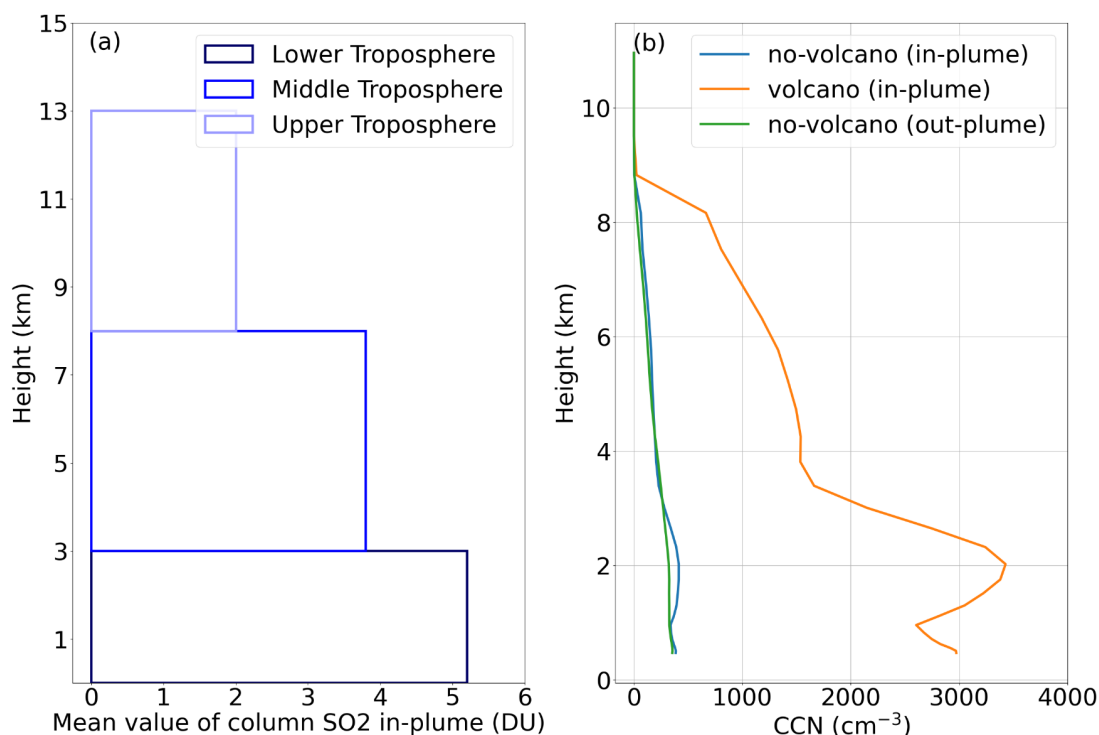 (a)
Lower Troposphere
Middle Troposphere
Upper Troposphere
15
13
11
9
7
5
3
1
Height (km)
0 1 2 3 4 5 6
Mean value of column SO2 in-plume (DU)
(b)
no-volcano (in-plume)
volcano (in-plume)
no-volcano (out-plume)
10
8
6
4
2
0
Height (km)
0 1000 2000 3000 4000
CCN (cm⁻³)